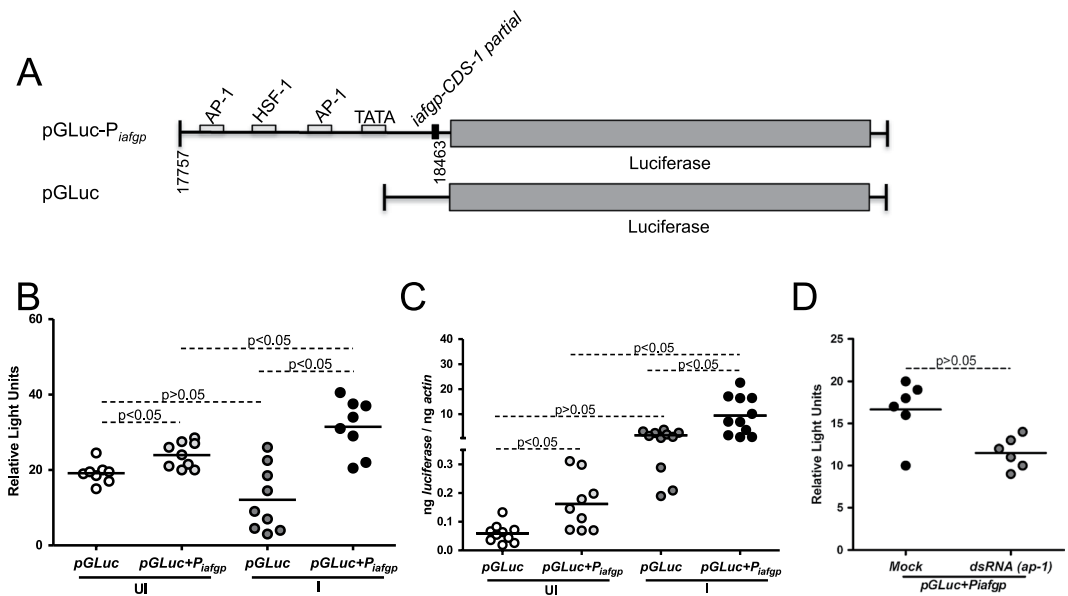 A
AP-1
HSF-1
AP-1
TATA
iafgp-CDS-1 partial
pGLuc-Piafgp
17757
18463
Luciferase
pGLuc
Luciferase
B
Relative Light Units
60
40
20
0
p<0.05
p<0.05
p>0.05
p<0.05
pGLuc
pGLuc+Piafgp
pGLuc
pGLuc+Piafgp
UI
I
C
ng luciferase / ng actin
40
30
20
10
0.3
0.2
0.1
0.0
p<0.05
p<0.05
p>0.05
p<0.05
pGLuc
pGLuc+Piafgp
pGLuc
pGLuc+Piafgp
UI
I
D
Relative Light Units
25
20
15
10
5
0
p>0.05
Mock
dsRNA (ap-1)
pGLuc+Piafgp